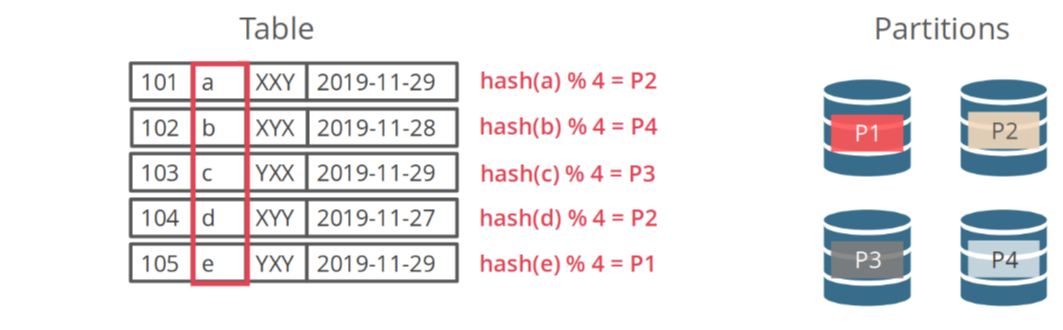 Table
Partitions
101 a XXY 2019-11-29 hash(a) % 4 = P2
102 b XYX 2019-11-28 hash(b) % 4 = P4
103 c YXX 2019-11-29 hash(c) % 4 = P3
104 d XYY 2019-11-27 hash(d) % 4 = P2
105 e YXY 2019-11-29 hash(e) % 4 = P1
P1 P2
P3 P4